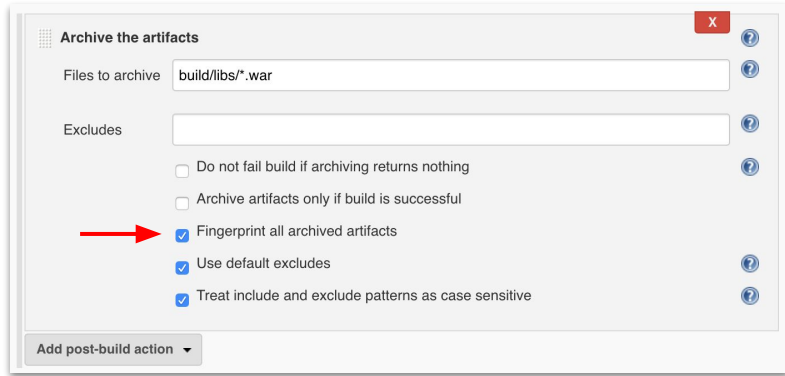 X
Archive the artifacts
?
Files to archive
build/libs/*.war
?
Excludes
?
Do not fail build if archiving returns nothing
?
Archive artifacts only if build is successful
Fingerprint all archived artifacts
Use default excludes
?
Treat include and exclude patterns as case sensitive
?
Add post-build action